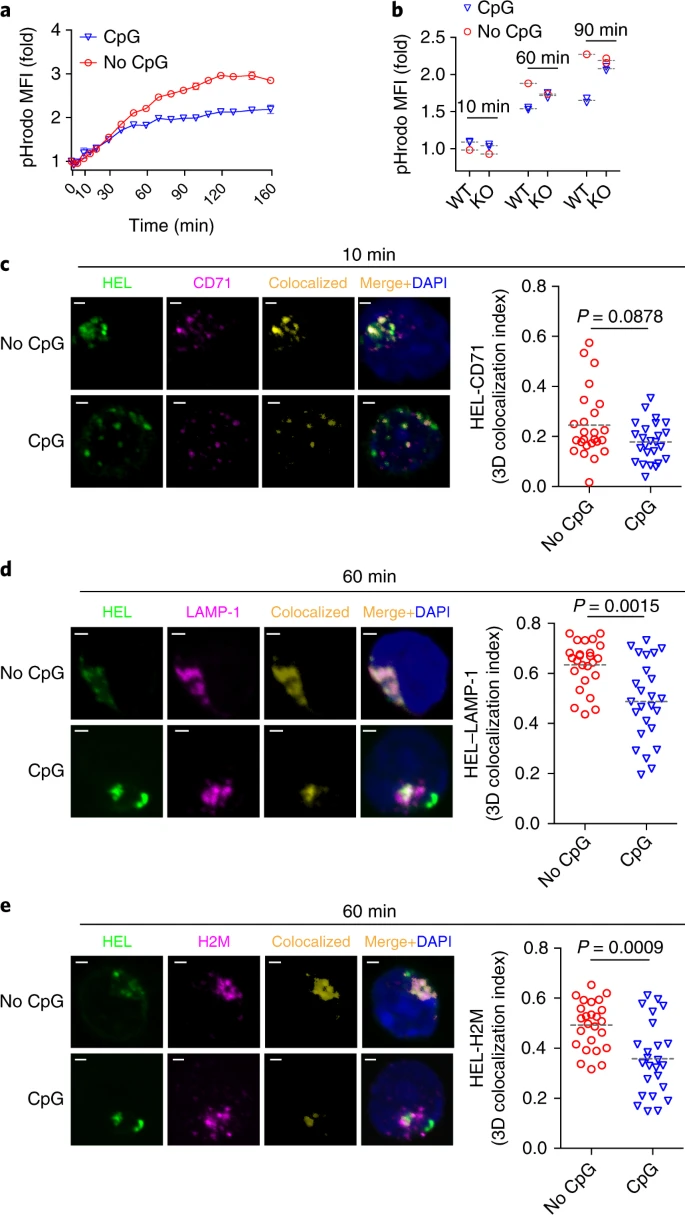 a
CpG
No CpG
pHrodo MFI (fold)
4
3
2
1
0
10
30
60
90
120
160
Time (min)
b
CpG
No CpG
pHrodo MFI (fold)
2.5
2.0
1.5
1.0
10 min
60 min
90 min
WT
KO
WT
KO
WT
KO
c
10 min
HEL
CD71
Colocalized
Merge+DAPI
No CpG
CpG
HEL-CD71
(3D colocalization index)
0.8
0.6
0.4
0.2
0.0
P = 0.0878
No CpG
CpG
d
60 min
HEL
LAMP-1
Colocalized
Merge+DAPI
No CpG
CpG
HEL–LAMP-1
(3D colocalization index)
0.8
0.6
0.4
0.2
0.0
P = 0.0015
No CpG
CpG
e
60 min
HEL
H2M
Colocalized
Merge+DAPI
No CpG
CpG
HEL-H2M
(3D colocalization index)
0.8
0.6
0.4
0.2
0.0
P = 0.0009
No CpG
CpG